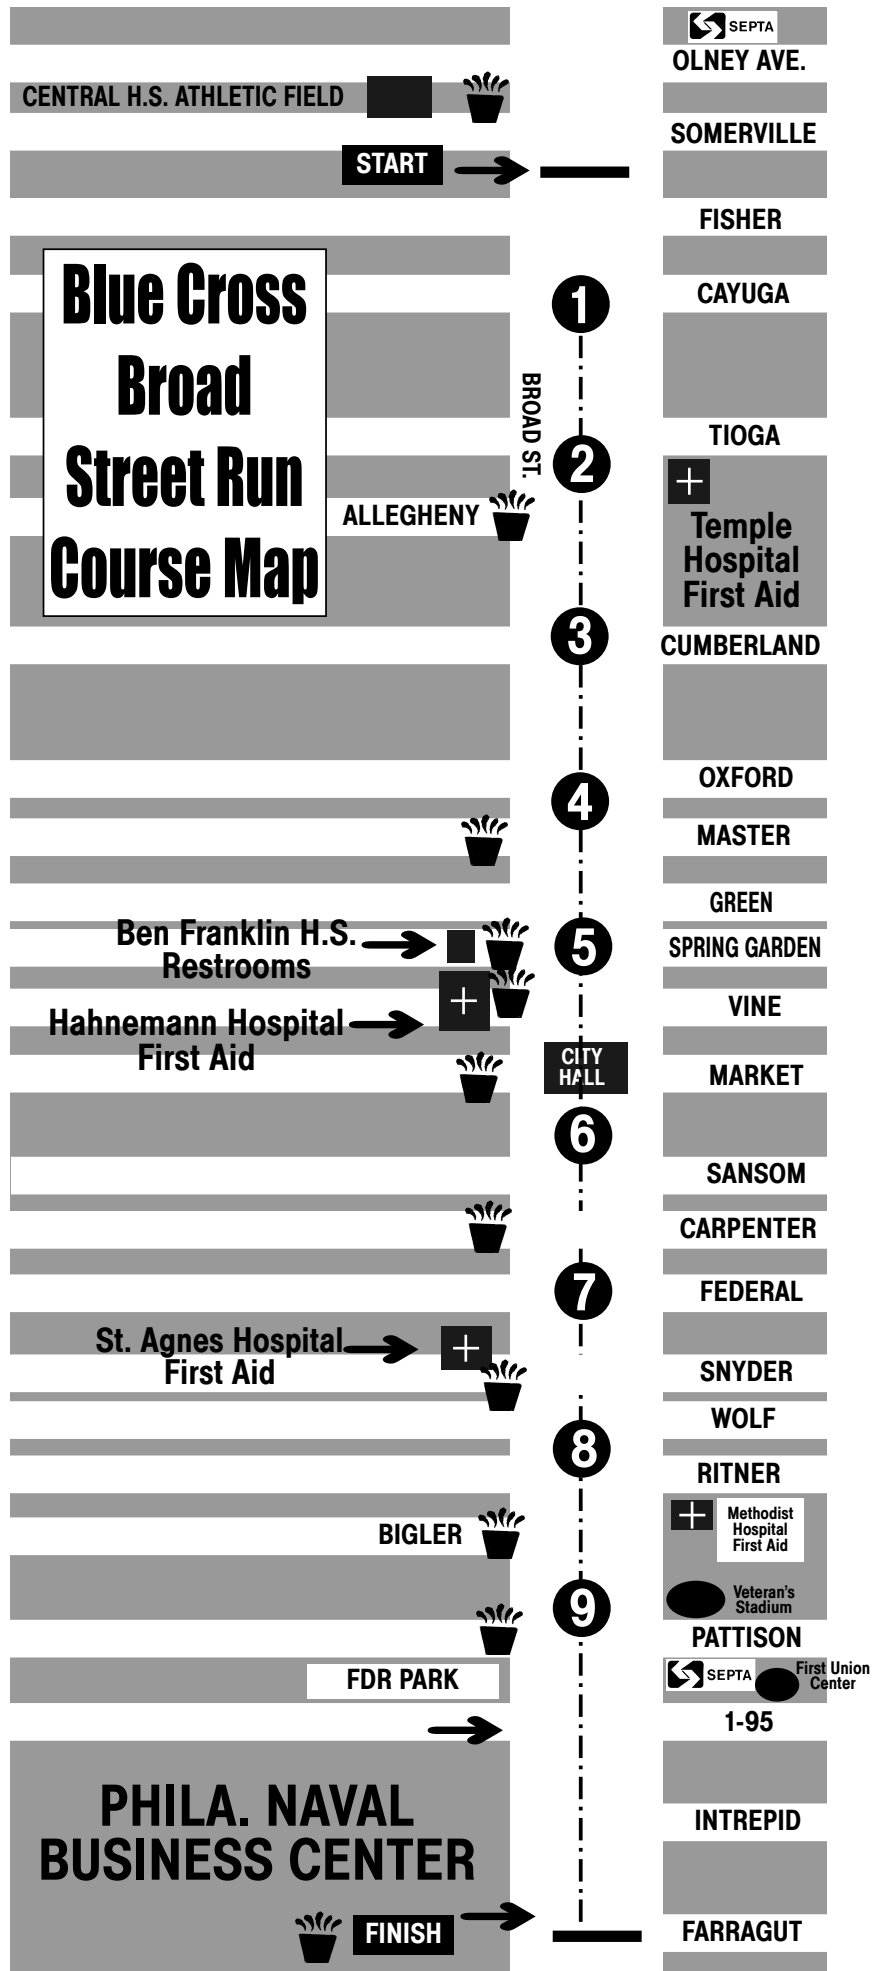 SEPTA
OLNEY AVE.
CENTRAL H.S. ATHLETIC FIELD
SOMERVILLE
START
FISHER
Blue Cross
Broad
Street Run
Course Map
1
CAYUGA
BROAD ST.
TIOGA
2
ALLEGHENY
Temple
Hospital
First Aid
3
CUMBERLAND
OXFORD
4
MASTER
GREEN
Ben Franklin H.S.
Restrooms
5
SPRING GARDEN
VINE
Hahnemann Hospital
First Aid
CITY
HALL
MARKET
6
SANSOM
CARPENTER
7
FEDERAL
St. Agnes Hospital
First Aid
SNYDER
WOLF
8
RITNER
Methodist
Hospital
First Aid
BIGLER
Veteran's
Stadium
9
PATTISON
FDR PARK
SEPTA
First Union
Center
1-95
PHILA. NAVAL
BUSINESS CENTER
INTREPID
FINISH
FARRAGUT